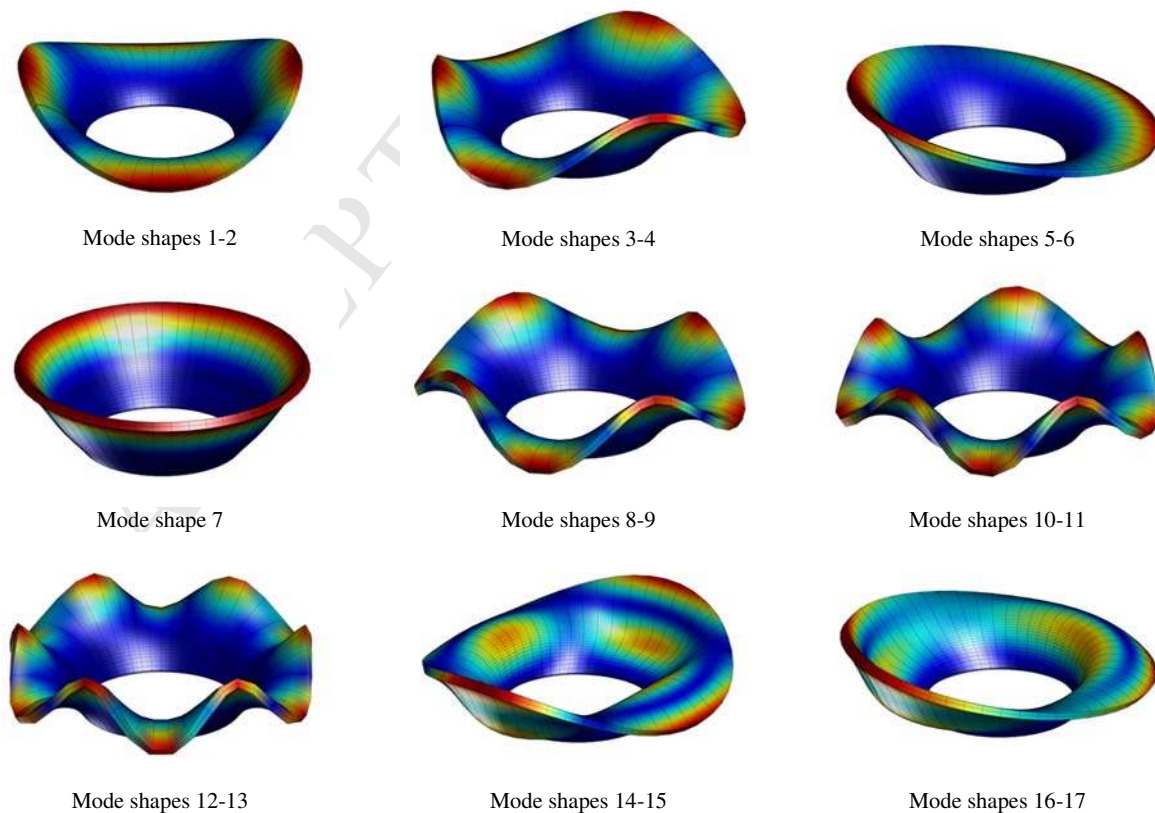 Mode shapes 1-2
Mode shapes 3-4
Mode shapes 5-6
Mode shape 7
Mode shapes 8-9
Mode shapes 10-11
Mode shapes 12-13
Mode shapes 14-15
Mode shapes 16-17